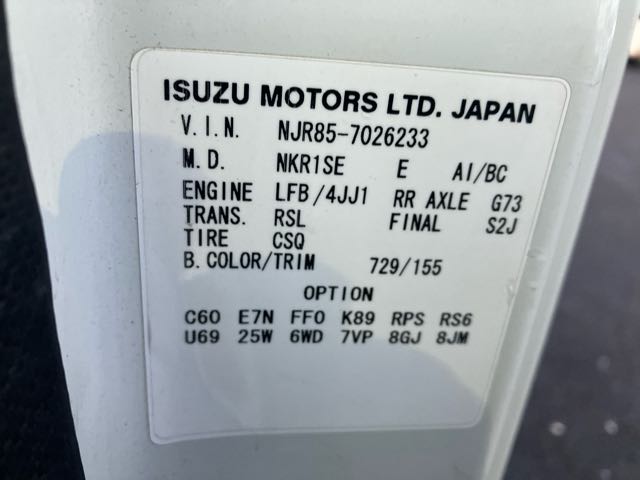 ISUZU MOTORS LTD. JAPAN
V.I.N. NJR85-7026233
M.D. NKR1SE E AI/BC
ENGINE LFB/4JJ1 RR AXLE G73
TRANS. RSL FINAL S2J
TIRE CSQ
B.COLOR/TRIM 729/155
OPTION
C60 E7N FF0 K89 RPS RS6
U69 25W 6WD 7VP 8GJ 8JM